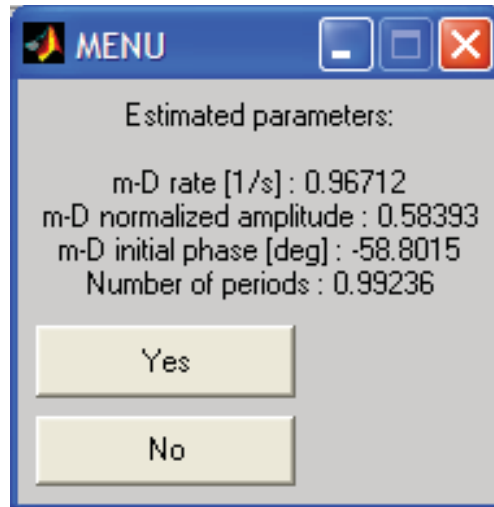 MENU
Estimated parameters:
m-D rate [1/s] : 0.96712
m-D normalized amplitude : 0.58393
m-D initial phase [deg] : -58.8015
Number of periods : 0.99236
Yes
No